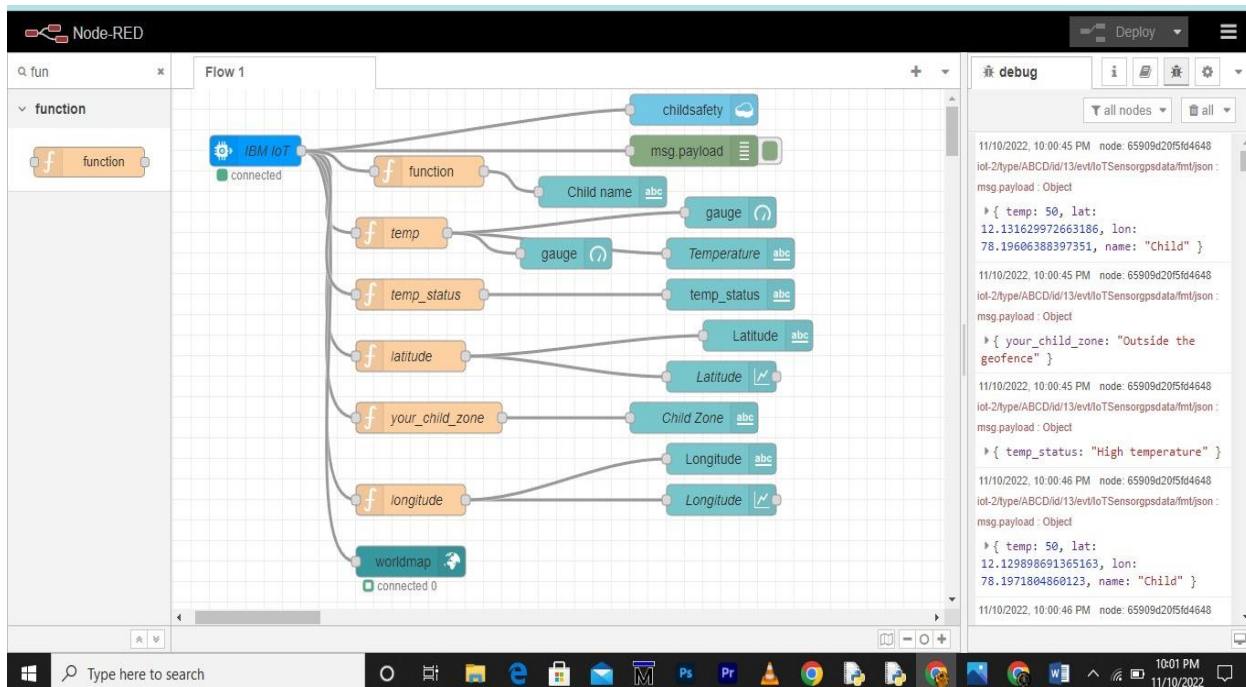 Node-RED
Deploy
fun
Flow 1
function
function
IBM IoT
connected
childsafety
msg.payload
function
Child name
abc
temp
gauge
gauge
Temperature
abc
temp_status
temp_status
abc
latitude
Latitude
abc
Latitude
your_child_zone
Child Zone
abc
longitude
Longitude
abc
Longitude
worldmap
connected 0
debug
i
all nodes
all
11/10/2022, 10:00:45 PM node: 65909d20f5fd4648
iot-2/type/ABCD/id/13/evt/IoTSensorgpsdata/fmt/json :
msg.payload : Object
{ temp: 50, lat:
12.131629972663186, lon:
78.19606388397351, name: "Child" }
11/10/2022, 10:00:45 PM node: 65909d20f5fd4648
iot-2/type/ABCD/id/13/evt/IoTSensorgpsdata/fmt/json :
msg.payload : Object
{ your_child_zone: "Outside the
geofence" }
11/10/2022, 10:00:45 PM node: 65909d20f5fd4648
iot-2/type/ABCD/id/13/evt/IoTSensorgpsdata/fmt/json :
msg.payload : Object
{ temp_status: "High temperature" }
11/10/2022, 10:00:45 PM node: 65909d20f5fd4648
iot-2/type/ABCD/id/13/evt/IoTSensorgpsdata/fmt/json :
msg.payload : Object
{ temp: 50, lat:
12.129898691365163, lon:
78.1971804860123, name: "Child" }
11/10/2022, 10:00:46 PM node: 65909d20f5fd4648
Type here to search
Ps
Pr
10:01 PM
11/10/2022